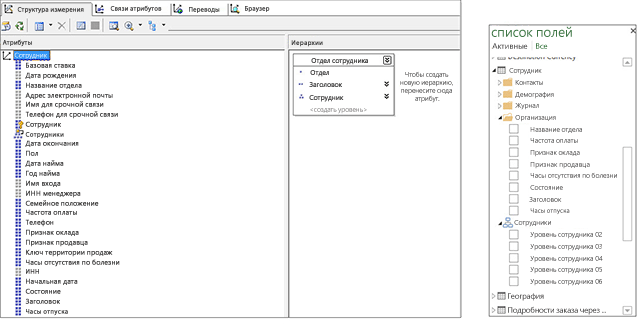 Структура измерения
Связи атрибутов
Переводы
Браузер
Атрибуты
Сотрудник
Базовая ставка
Дата рождения
Название отдела
Адрес электронной почты
Имя для срочной связи
Телефон для срочной связи
Сотрудник
Сотрудники
Дата окончания
Пол
Дата найма
Год найма
Имя входа
ИНН менеджера
Семейное положение
Частота оплаты
Телефон
Признак оклада
Признак продавца
Ключ территории продаж
Часы отсутствия по болезни
ИНН
Начальная дата
Состояние
Заголовок
Часы отпуска
Иерархии
Отдел сотрудника
Отдел
Заголовок
Сотрудник
<создать уровень>
Чтобы создать
новую иерархию,
перенесите сюда
атрибут.
список полей
Активные
Все
Destination Currency
Сотрудник
Контакты
Демография
Журнал
Организация
Название отдела
Частота оплаты
Признак оклада
Признак продавца
Часы отсутствия по болезни
Состояние
Заголовок
Часы отпуска
Сотрудники
Уровень сотрудника 02
Уровень сотрудника 03
Уровень сотрудника 04
Уровень сотрудника 05
Уровень сотрудника 06
География
Подробности заказа через ...